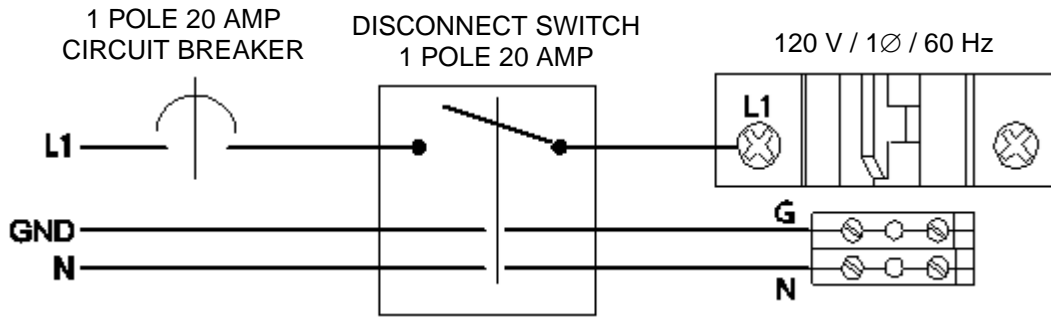 1 POLE 20 AMP
CIRCUIT BREAKER
DISCONNECT SWITCH
1 POLE 20 AMP
120 V / 1∅ / 60 Hz
L1
L1
GND
G
N
N